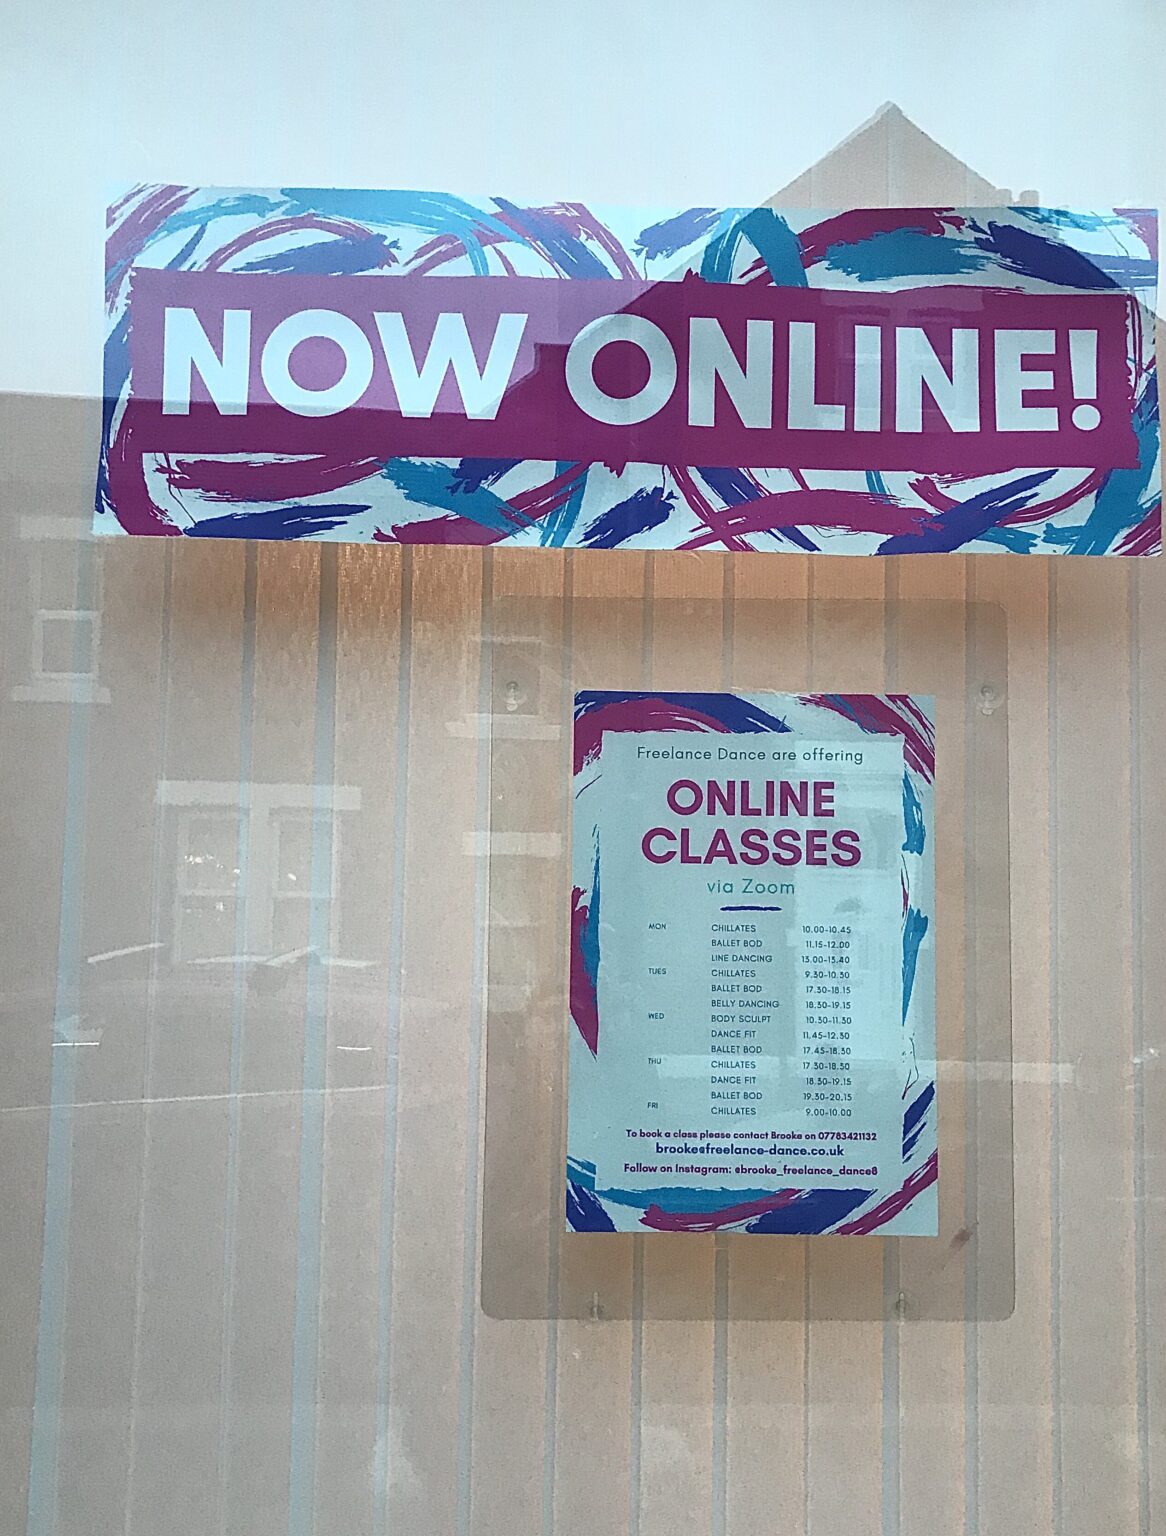 NOW ONLINE!
Freelance Dance are offering
ONLINE
CLASSES
via Zoom
MON CHILLATES 10.00-10.45
BALLET BOD 11.15-12.00
LINE DANCING 13.00-13.40
TUES CHILLATES 9.30-10.30
BALLET BOD 17.30-18.15
BELLY DANCING 18.30-19.15
WED BODY SCULPT 10.30-11.30
DANCE FIT 11.45-12.30
BALLET BOD 17.45-18.30
THU CHILLATES 17.30-18.30
DANCE FIT 18.30-19.15
BALLET BOD 19.30-20.15
FRI CHILLATES 9.00-10.00
To book a class please contact Brooke on 07783421132
brooke@freelance-dance.co.uk
Follow on Instagram: @brooke_freelance_dance8